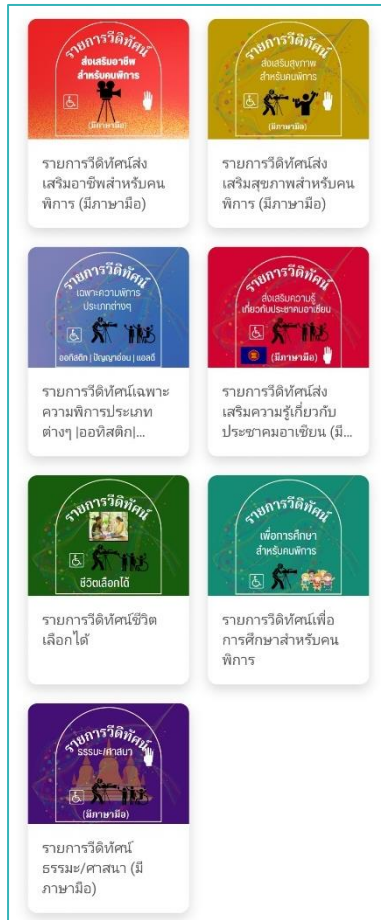 รายการวีดิทัศน์
ส่งเสริมอาชีพ
สำหรับคนพิการ
(มีภาษามือ)
รายการวีดิทัศน์ส่ง
เสริมอาชีพสำหรับคน
พิการ (มีภาษามือ)
รายการวีดิทัศน์
ส่งเสริมสุขภาพ
สำหรับคนพิการ
(มีภาษามือ)
รายการวีดิทัศน์ส่ง
เสริมสุขภาพสำหรับคน
พิการ (มีภาษามือ)
รายการวีดิทัศน์
เฉพาะความพิการ
ประเภทต่างๆ
ออทิสติก | ปัญญาอ่อน | แอลดี
รายการวีดิทัศน์เฉพาะ
ความพิการประเภท
ต่างๆ |ออทิสติก|...
รายการวีดิทัศน์
ส่งเสริมความรู้
เกี่ยวกับประชาคมอาเซียน
(มีภาษามือ)
รายการวีดิทัศน์ส่ง
เสริมความรู้เกี่ยวกับ
ประชาคมอาเซียน (มี...
รายการวีดิทัศน์
ชีวิตเลือกได้
รายการวีดิทัศน์ชีวิต
เลือกได้
รายการวีดิทัศน์
เพื่อการศึกษา
สำหรับคนพิการ
รายการวีดิทัศน์เพื่อ
การศึกษาสำหรับคน
พิการ
รายการวีดิทัศน์
ธรรมะ/ศาสนา
(มีภาษามือ)
รายการวีดิทัศน์
ธรรมะ/ศาสนา (มี
ภาษามือ)